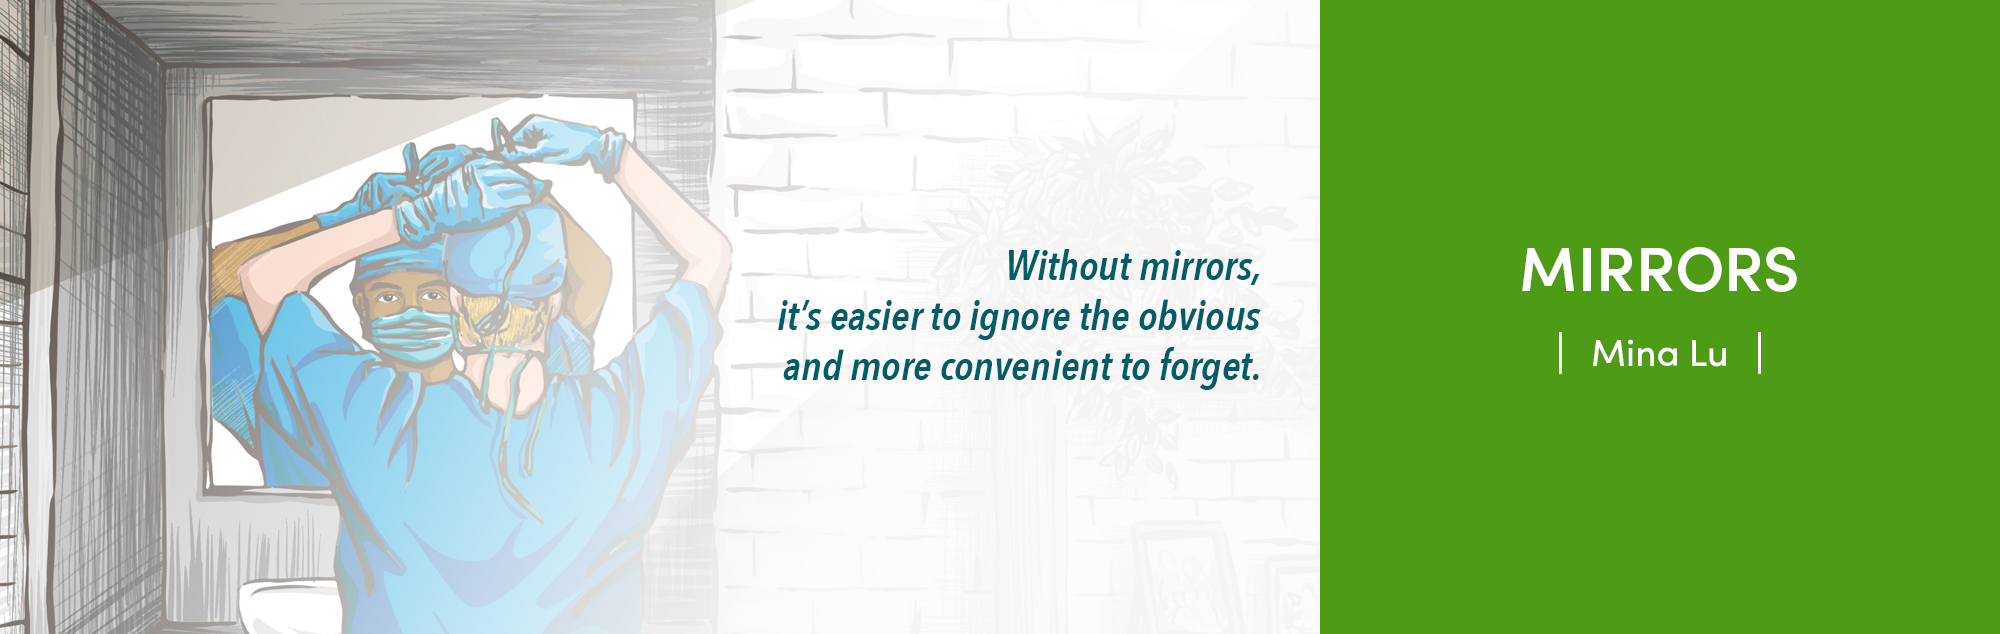 Without mirrors,
it’s easier to ignore the obvious
and more convenient to forget.
MIRRORS
| Mina Lu |